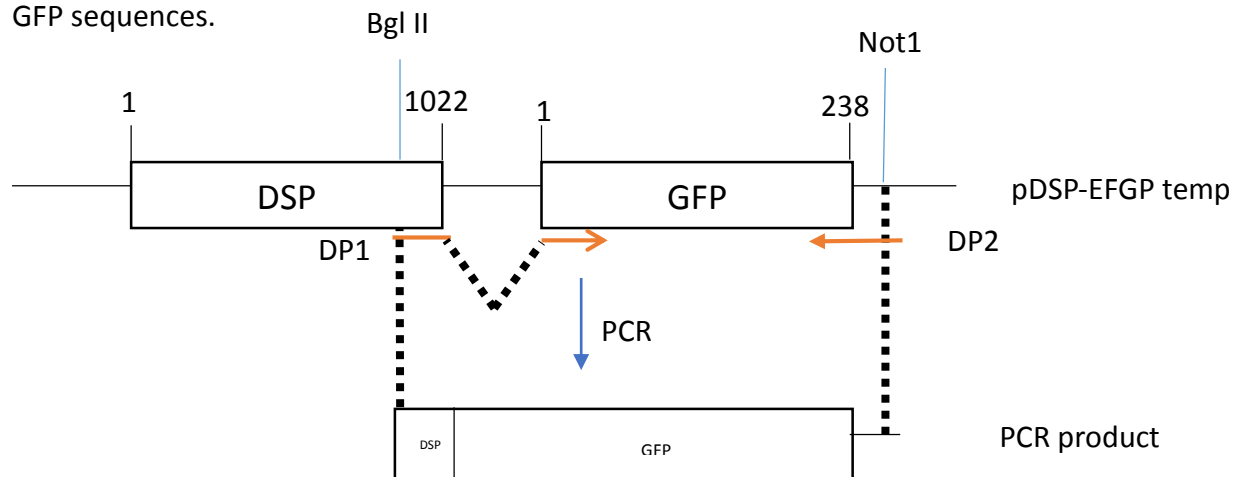 GFP sequences.
Bgl II
Not1
1
1022
1
238
DSP
GFP
pDSP-EFGP temp
DP1
DP2
PCR
DSP
GFP
PCR product